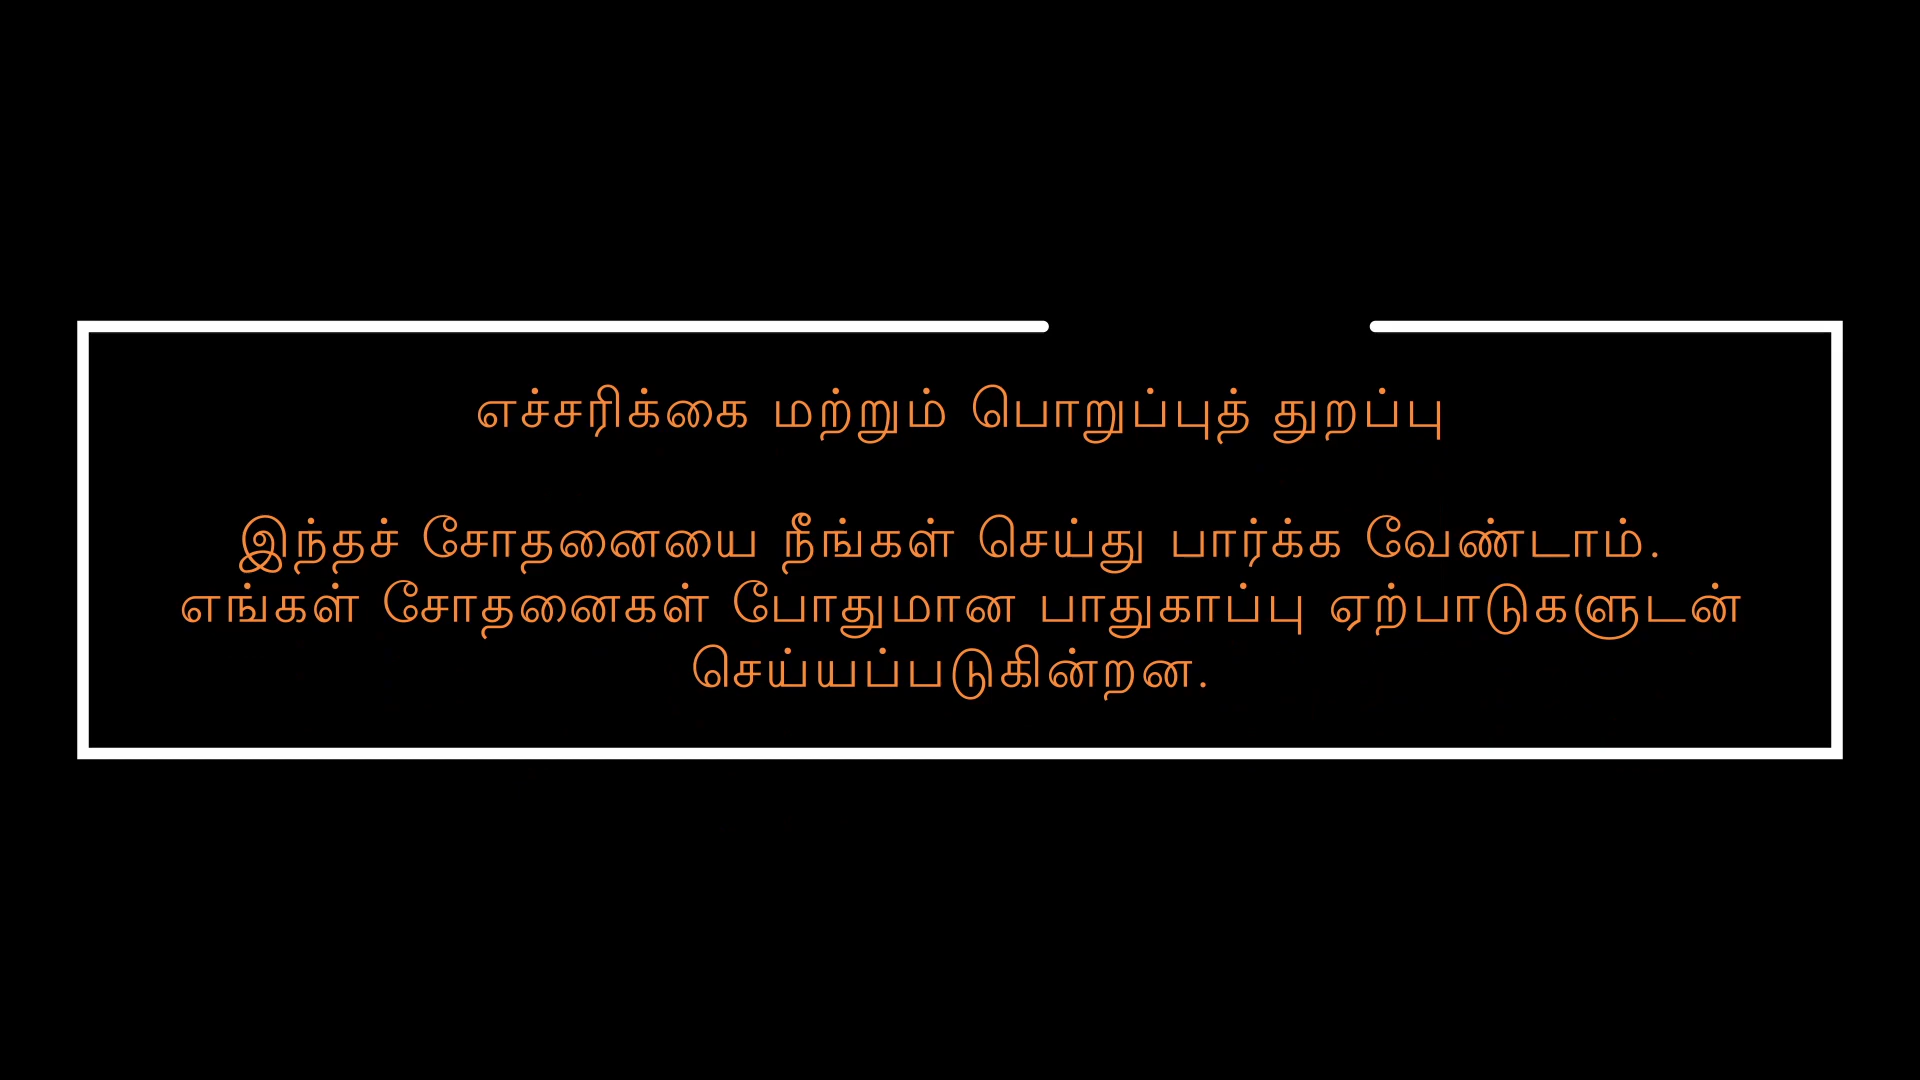 எச்சரிக்கை மற்றும் பொறுப்புத் துறப்பு
இந்தச் சோதனையை நீங்கள் செய்து பார்க்க வேண்டாம்.
எங்கள் சோதனைகள் போதுமான பாதுகாப்பு ஏற்பாடுகளுடன்
செய்யப்படுகின்றன.